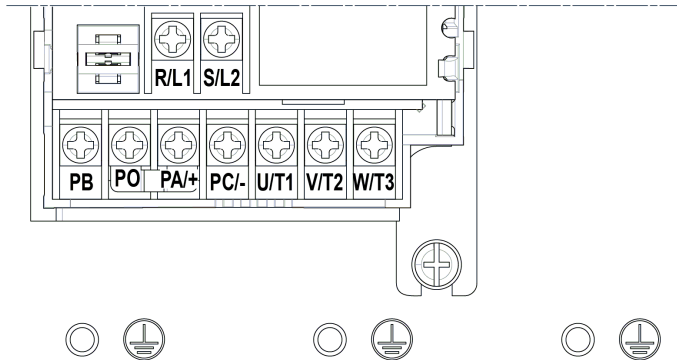 R/L1 S/L2
PB PO PA/+ PC/- U/T1 V/T2 W/T3